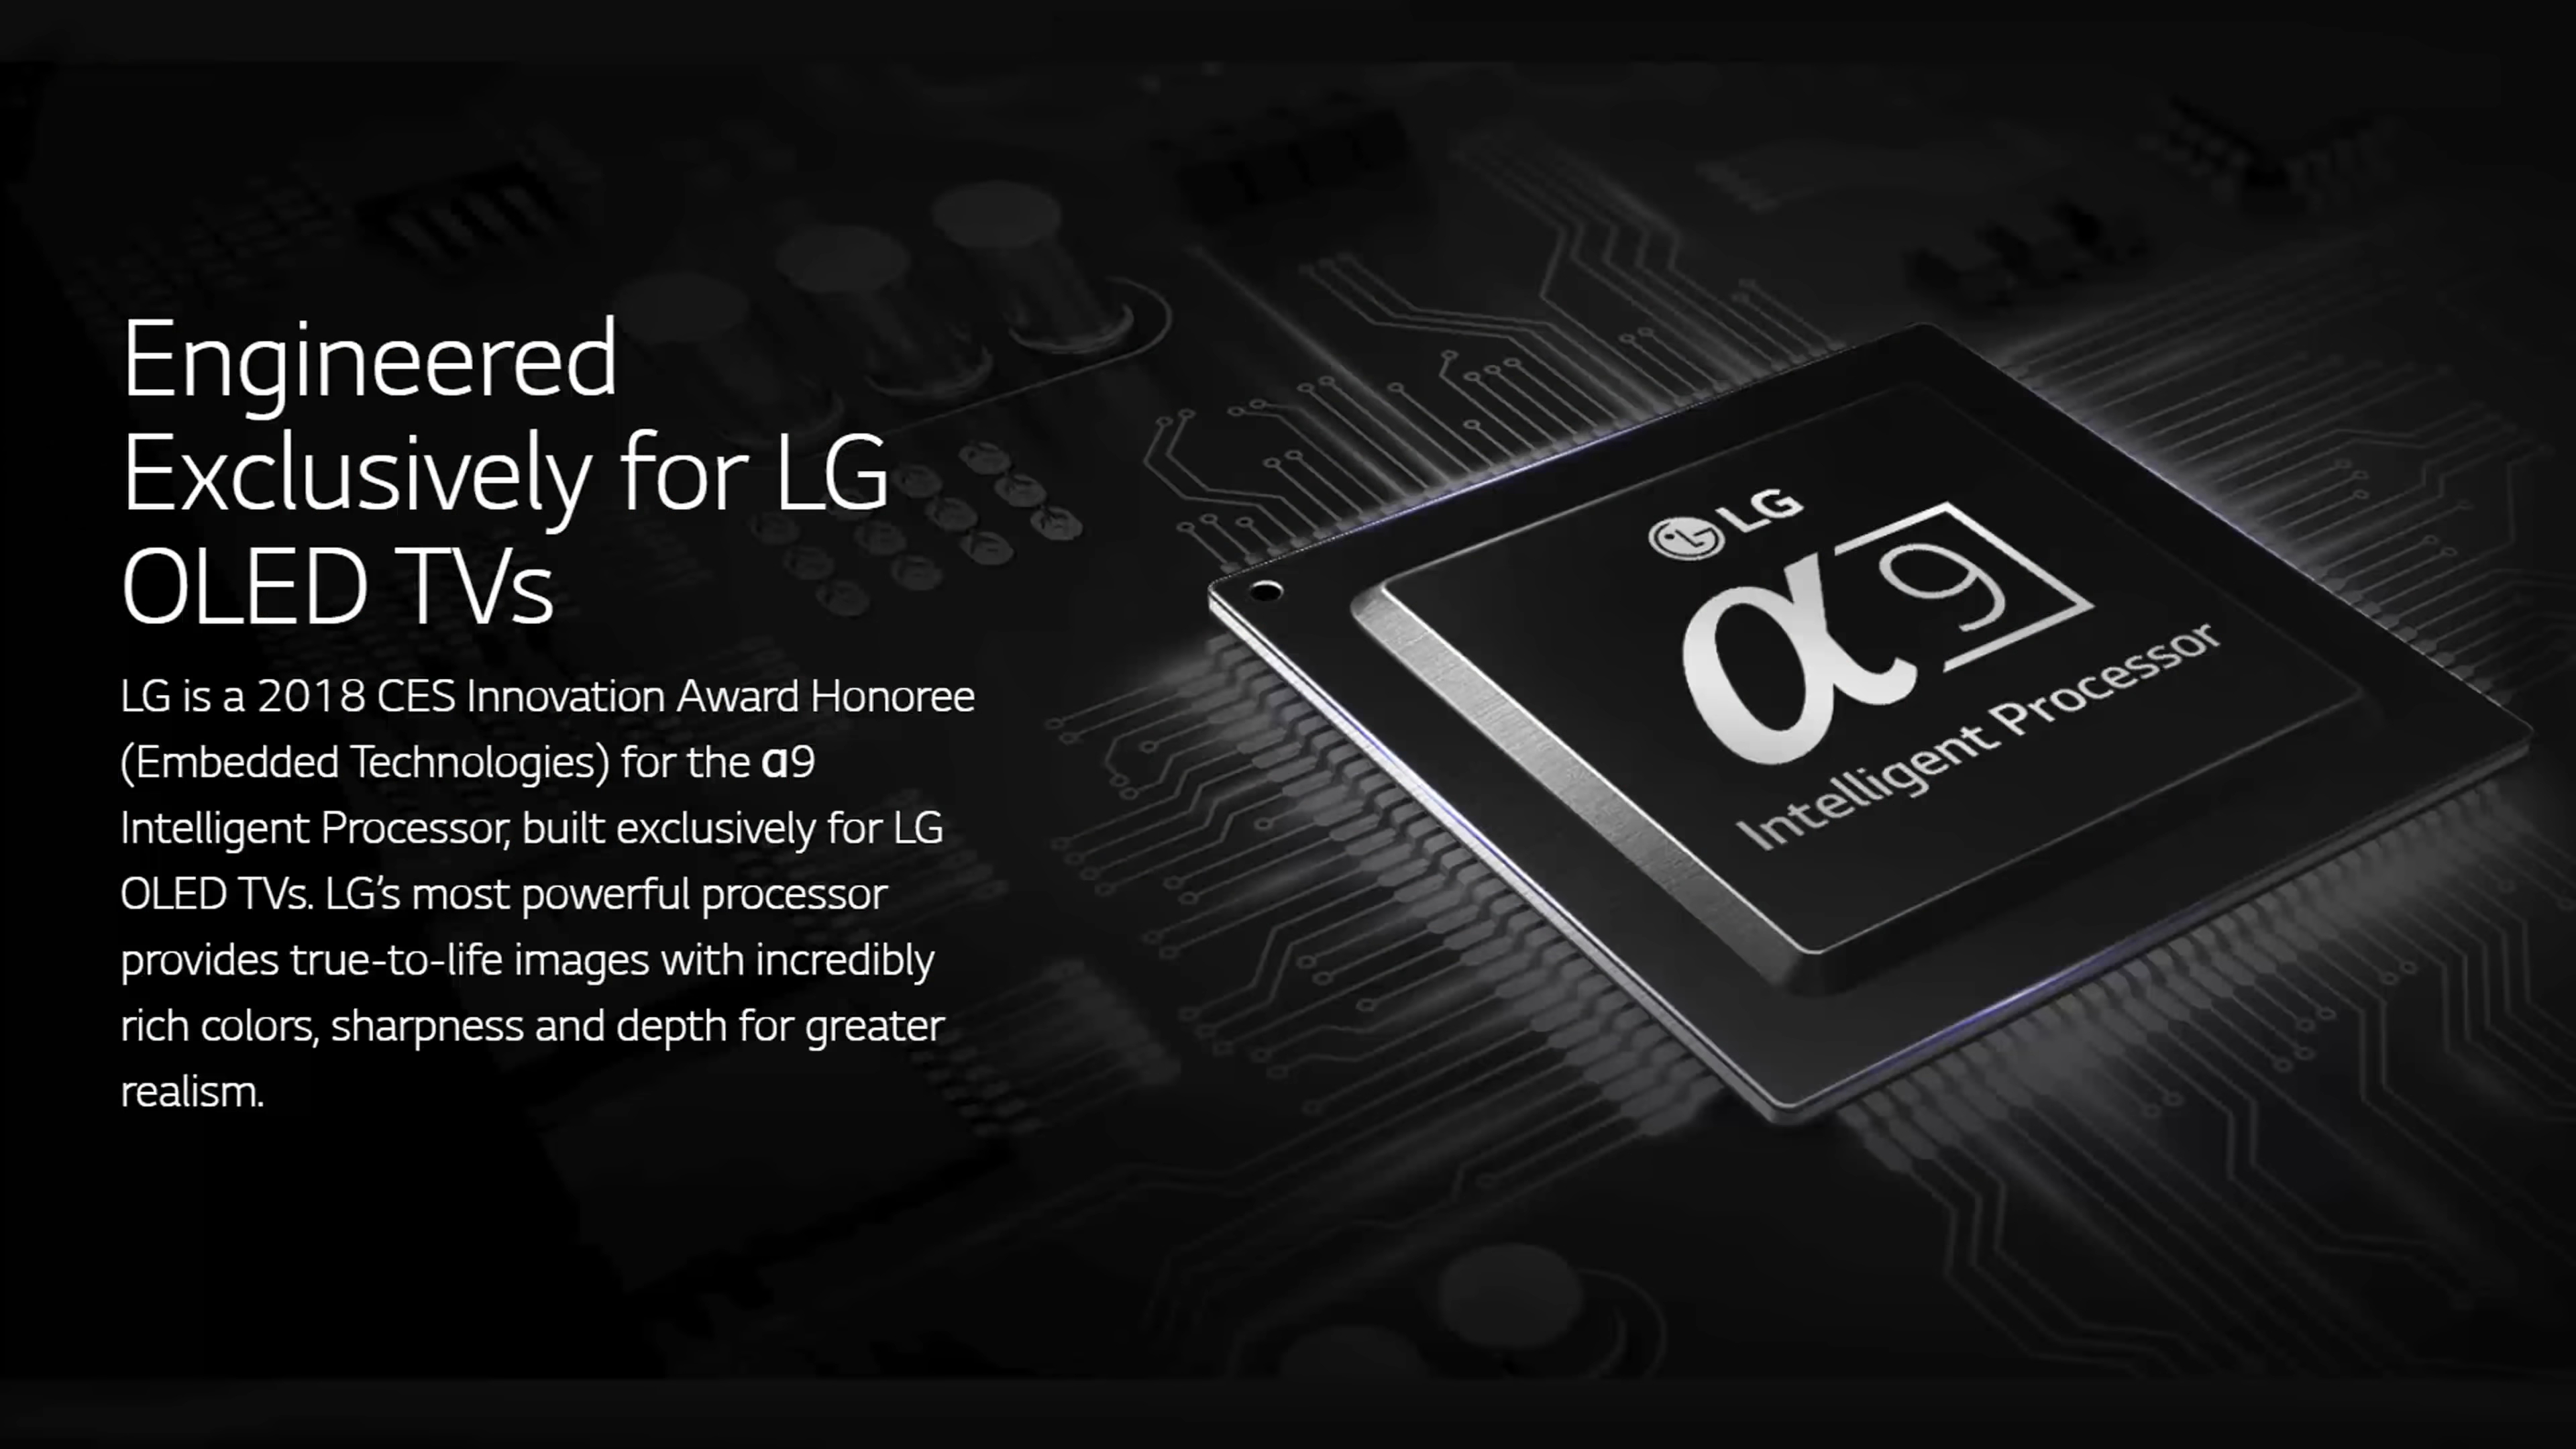 Engineered
Exclusively for LG
OLED TVs
LG is a 2018 CES Innovation Award Honoree
(Embedded Technologies) for the α9
Intelligent Processor, built exclusively for LG
OLED TVs. LG’s most powerful processor
provides true-to-life images with incredibly
rich colors, sharpness and depth for greater
realism.
LG
α9
Intelligent Processor